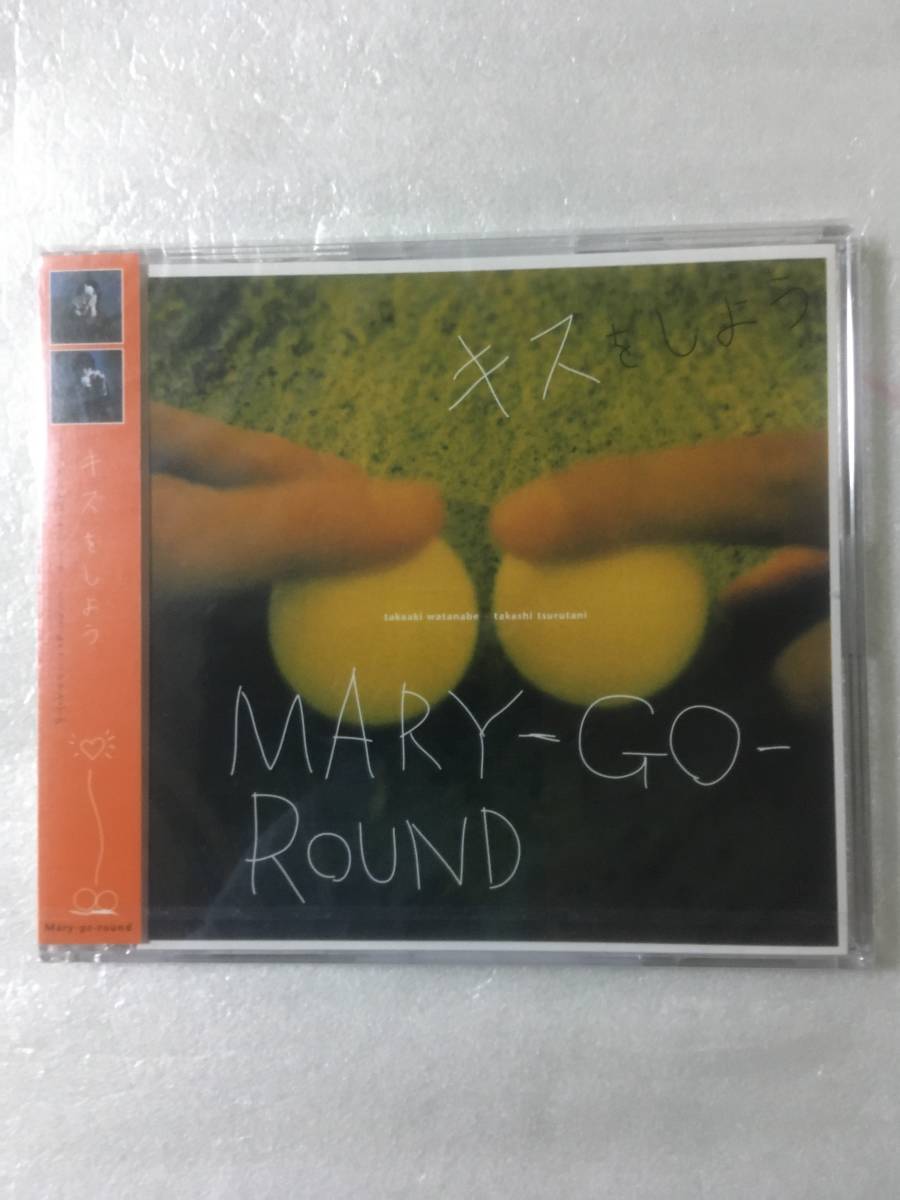 キスをしよう
takaaki watanabe takashi tsurutani
MARY-GO-
ROUND
キスをしよう
Mary-go-round